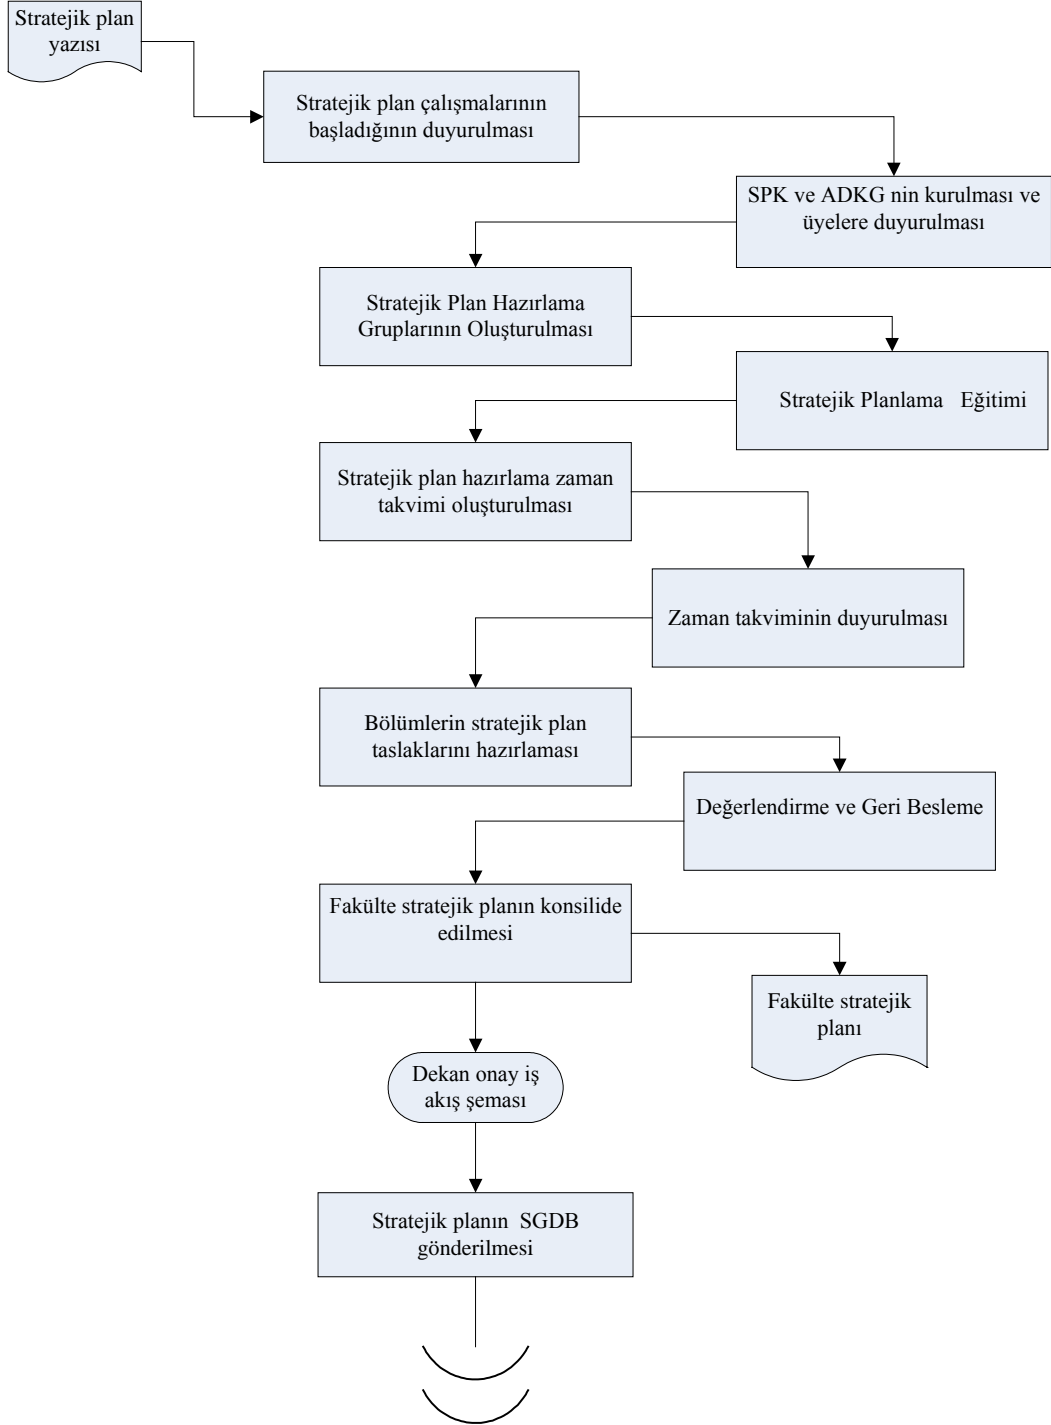 Stratejik plan
yazısı
Stratejik plan çalışmalarının
başladığının duyurulması
SPK ve ADKG nin kurulması ve
üyelere duyurulması
Stratejik Plan Hazırlama
Gruplarının Oluşturulması
Stratejik Planlama Eğitimi
Stratejik plan hazırlama zaman
takvimi oluşturulması
Zaman takviminin duyurulması
Bölümlerin stratejik plan
taslaklarını hazırlaması
Değerlendirme ve Geri Besleme
Fakülte stratejik planın konsilide
edilmesi
Fakülte stratejik
planı
Dekan onay iş
akış şeması
Stratejik planın SGDB
gönderilmesi